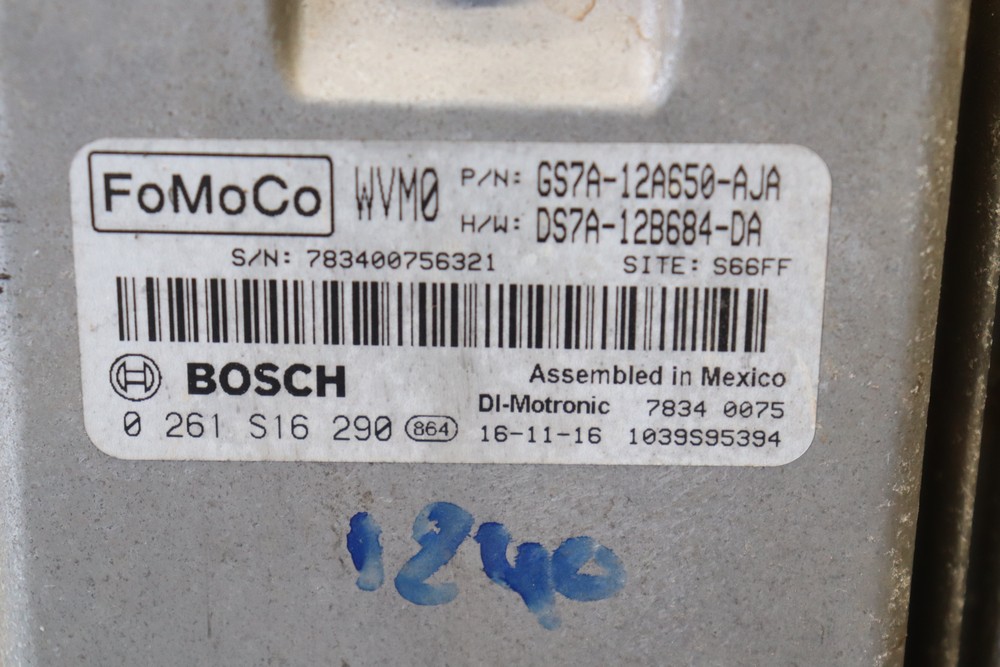 FoMoCo WVM0 P/N: GS7A-12A650-AJA
H/W: DS7A-12B684-DA
S/N: 783400756321 SITE: S66FF
BOSCH Assembled in Mexico
DI-Motronic 7834 0075
0 261 S16 290 864 16-11-16 1039S95394
1240